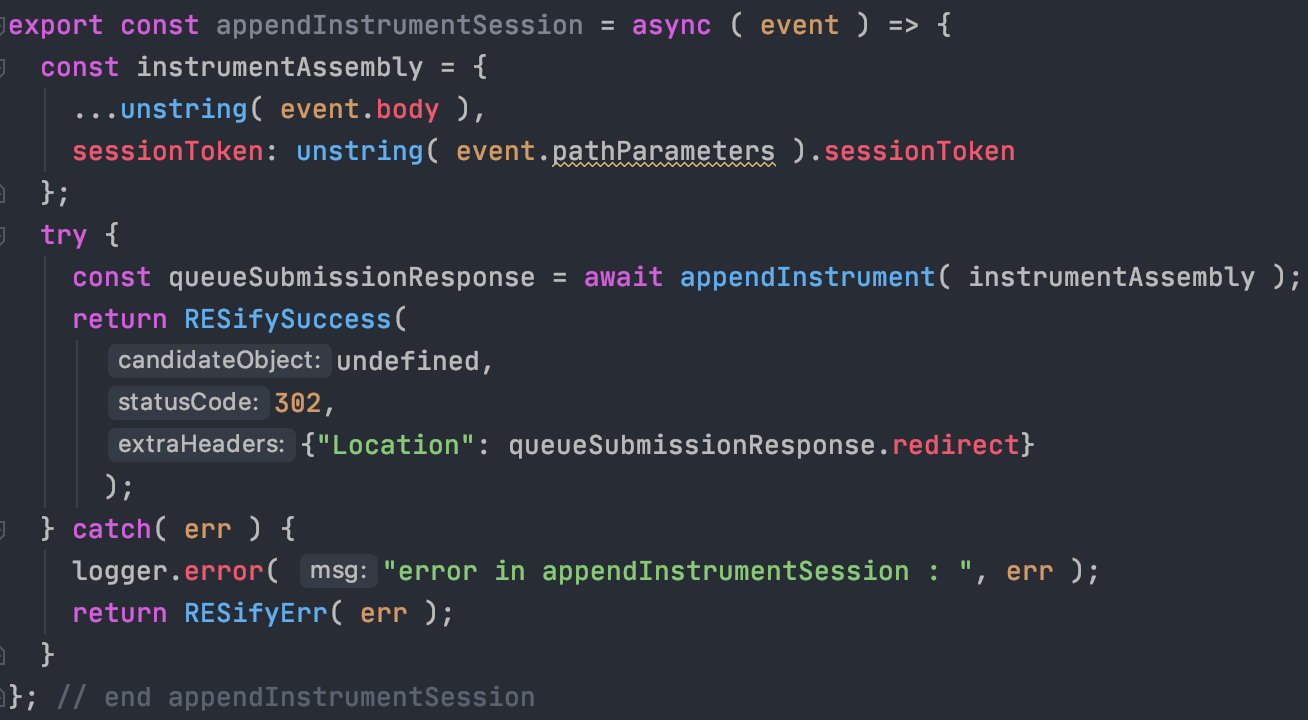 export const appendInstrumentSession = async ( event ) => {
const instrumentAssembly = {
...unstring( event.body ),
sessionToken: unstring( event.pathParameters ).sessionToken
};
try {
const queueSubmissionResponse = await appendInstrument( instrumentAssembly );
return RESifySuccess(
candidateObject: undefined,
statusCode: 302,
extraHeaders: {"Location": queueSubmissionResponse.redirect}
);
} catch( err ) {
logger.error( msg: "error in appendInstrumentSession : ", err );
return RESifyErr( err );
}
}; // end appendInstrumentSession